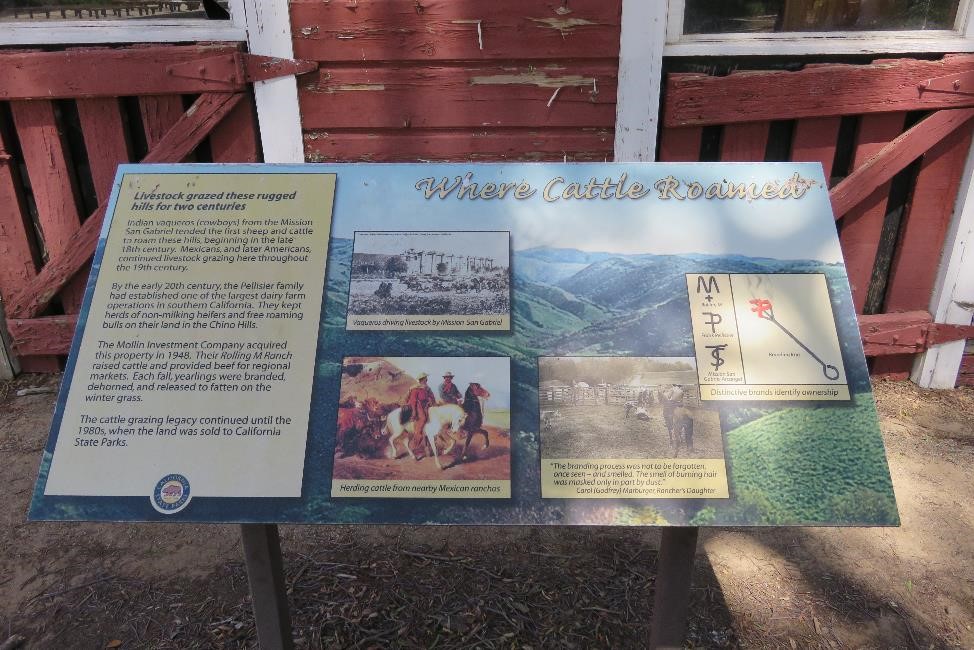 Where Cattle Roamed
Livestock grazed these rugged
hills for two centuries
Indian vaqueros (cowboys) from the Mission
San Gabriel tended the first sheep and cattle
to roam these hills, beginning in the late
18th century. Mexicans, and later Americans,
continued livestock grazing here throughout
the 19th century.
By the early 20th century, the Pellisier family
had established one of the largest dairy farm
operations in southern California. They kept
herds of non-milking heifers and free roaming
bulls on their land in the Chino Hills.
The Mollin Investment Company acquired
this property in 1948. Their Rolling M Ranch
raised cattle and provided beef for regional
markets. Each fall, yearlings were branded,
dehorned, and released to fatten on the
winter grass.
The cattle grazing legacy continued until the
1980s, when the land was sold to California
State Parks.
CALIFORNIA
STATE PARKS
Vaqueros driving livestock by Mission San Gabriel
Herding cattle from nearby Mexican ranchos
"The branding process was not to be forgotten,
once seen – and smelled. The smell of burning hair
was masked only in part by dust."
Carol (Godfrey) Marburger, Rancher's Daughter
M
Rolling M
P
Mission San
Gabriel Arcangel
Branding Iron
Distinctive brands identify ownership